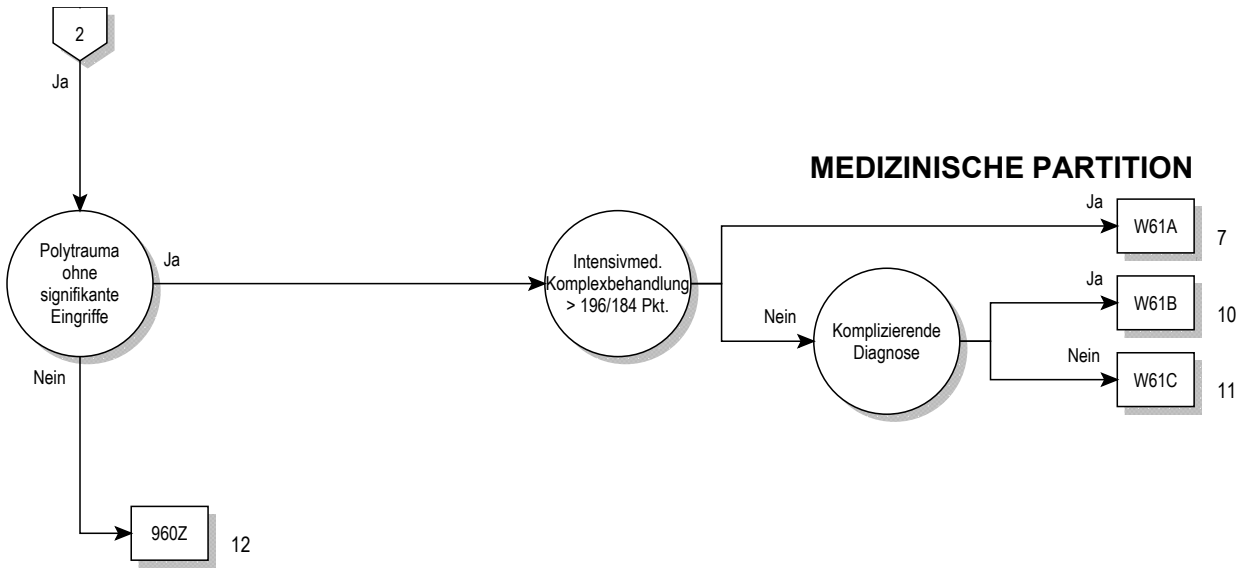 2
Ja
MEDIZINISCHE PARTITION
Ja
W61A
7
Polytrauma
ohne
signifikante
Eingriffe
Ja
Intensivmed.
Komplexbehandlung
> 196/184 Pkt.
Ja
W61B
10
Nein
Komplizierende
Diagnose
Nein
W61C
11
Nein
960Z
12